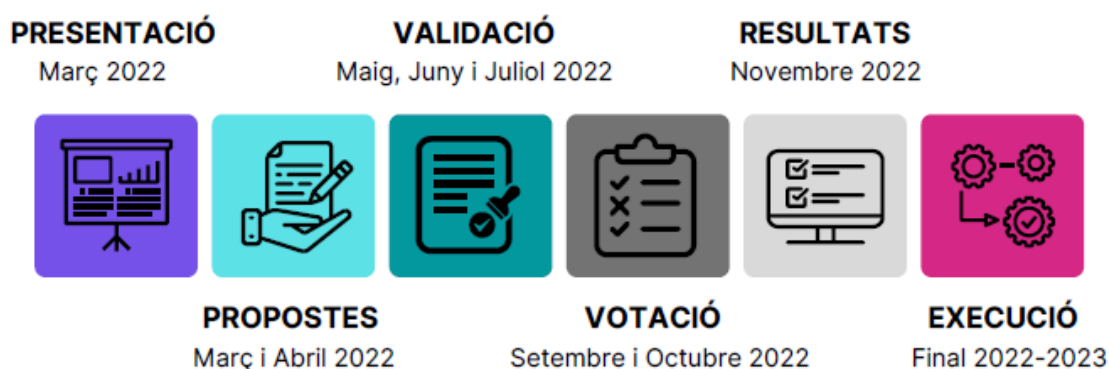 PRESENTACIÓ
Març 2022
VALIDACIÓ
Maig, Juny i Juliol 2022
RESULTATS
Novembre 2022
PROPOSTES
Març i Abril 2022
VOTACIÓ
Setembre i Octubre 2022
EXECUCIÓ
Final 2022-2023